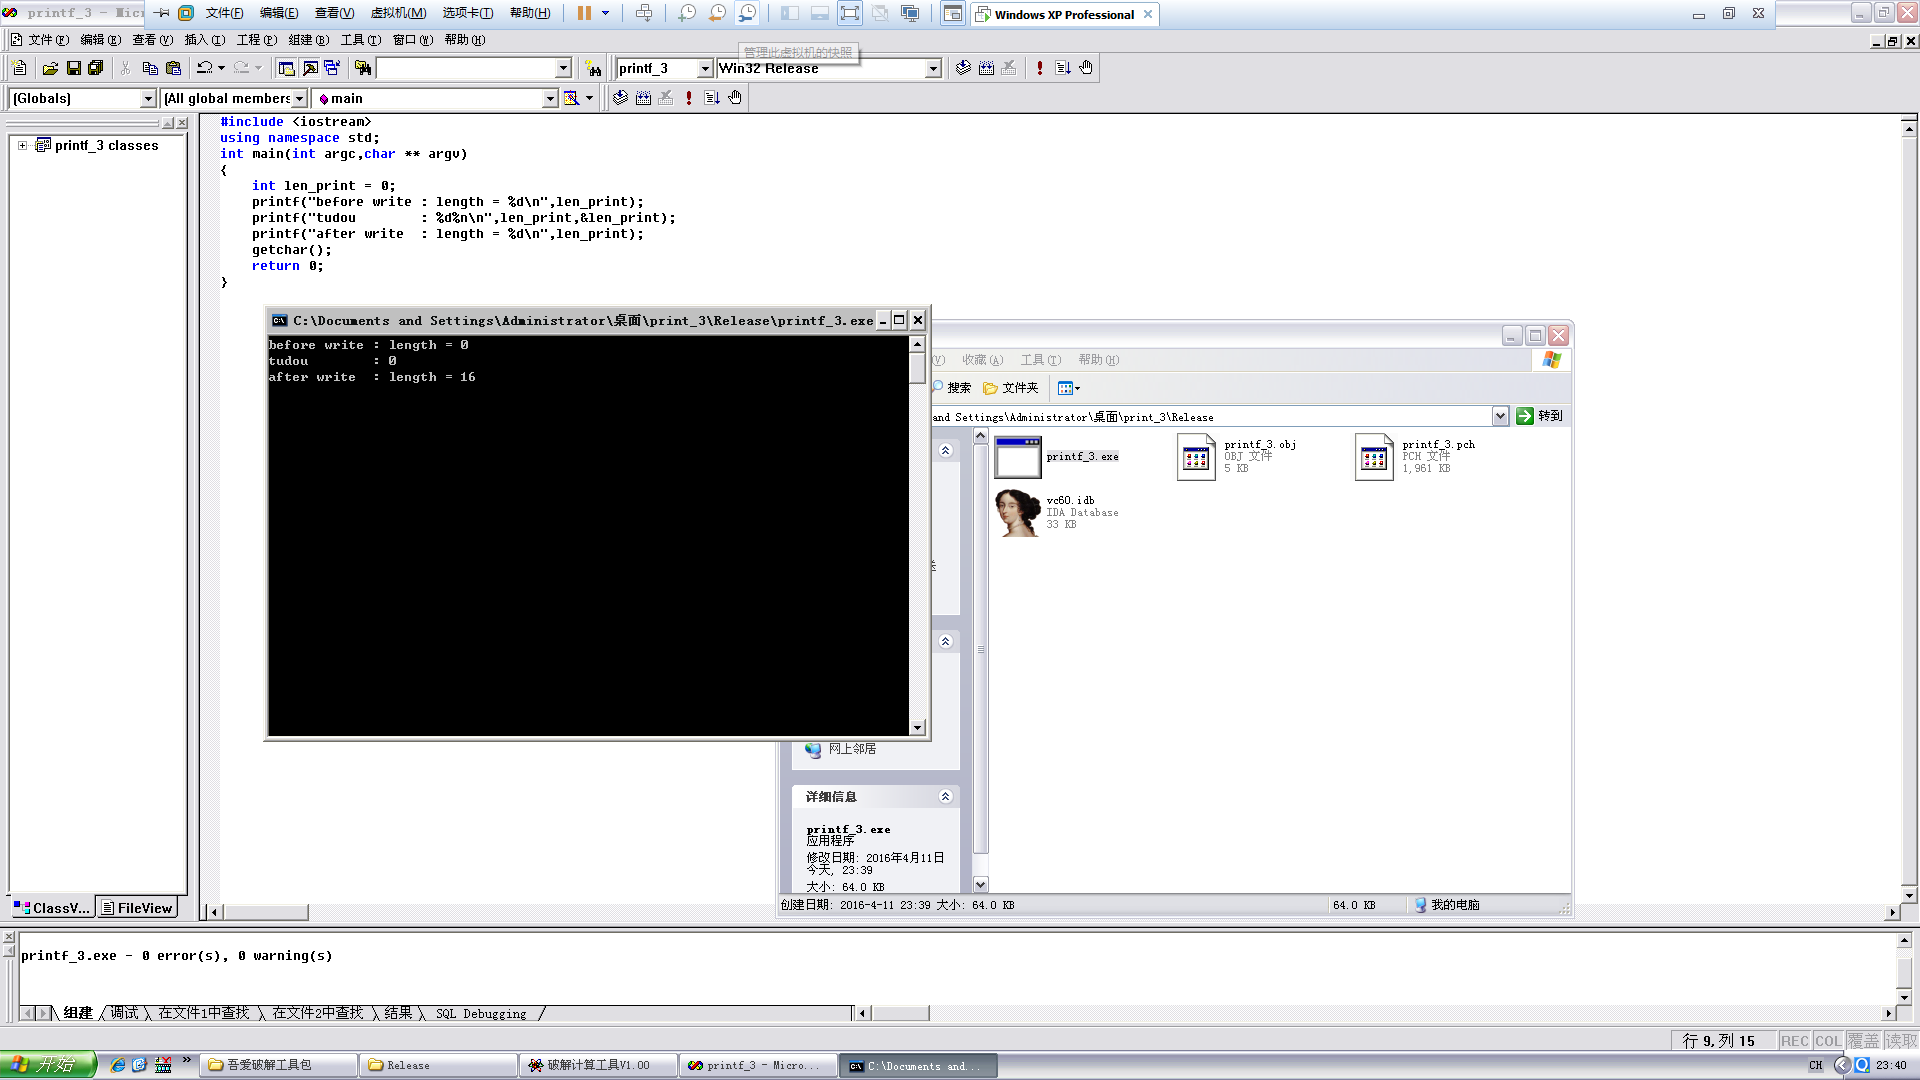 printf_3 - Micr
文件(F) 编辑(E) 查看(V) 虚拟机(M) 选项卡(T) 帮助(H)
Windows XP Professional
文件(F) 编辑(E) 查看(V) 插入(I) 工程(P) 组建(B) 工具(T) 窗口(W) 帮助(H)
管理此虚拟机的快照
printf_3
Win32 Release
(Globals)
(All global members
main
printf_3 classes
#include <iostream>
using namespace std;
int main(int argc,char ** argv)
{
    int len_print = 0;
    printf("before write : length = %d\n",len_print);
    printf("tudou        : %d%n\n",len_print,&len_print);
    printf("after write  : length = %d\n",len_print);
    getchar();
    return 0;
}
C:\Documents and Settings\Administrator\桌面\print_3\Release\printf_3.exe
before write : length = 0
tudou        : 0
after write  : length = 16
(V) 收藏(A) 工具(T) 帮助(H)
搜索 文件夹
and Settings\Administrator\桌面\print_3\Release
转到
printf_3.exe
printf_3.obj
OBJ 文件
5 KB
printf_3.pch
PCH 文件
1,961 KB
vc60.idb
IDA Database
33 KB
网上邻居
详细信息
printf_3.exe
应用程序
修改日期: 2016年4月11日
今天, 23:39
大小: 64.0 KB
创建日期: 2016-4-11 23:39 大小: 64.0 KB
64.0 KB
我的电脑
ClassV...
FileView
printf_3.exe - 0 error(s), 0 warning(s)
组建 调试 在文件1中查找 在文件2中查找 结果 SQL Debugging
行 9,列 15
REC COL 覆盖 读取
开始
吾爱破解工具包
Release
破解计算工具V1.00
printf_3 - Micro...
C:\Documents and...
CH
23:40